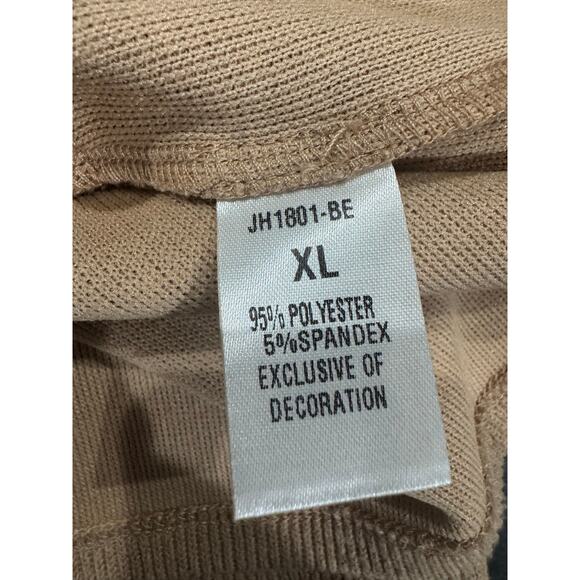 JH1801-BE
XL
95% POLYESTER
5%SPANDEX
EXCLUSIVE OF
DECORATION